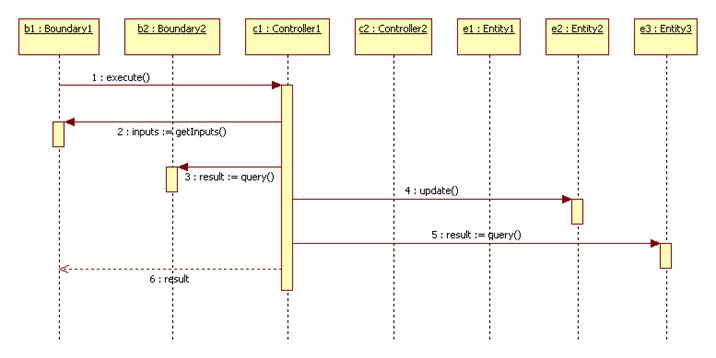 b1 : Boundary1
b2 : Boundary2
c1 : Controller1
c2 : Controller2
e1 : Entity1
e2 : Entity2
e3 : Entity3
1 : execute()
2 : inputs := getInputs()
3 : result := query()
4 : update()
5 : result := query()
6 : result